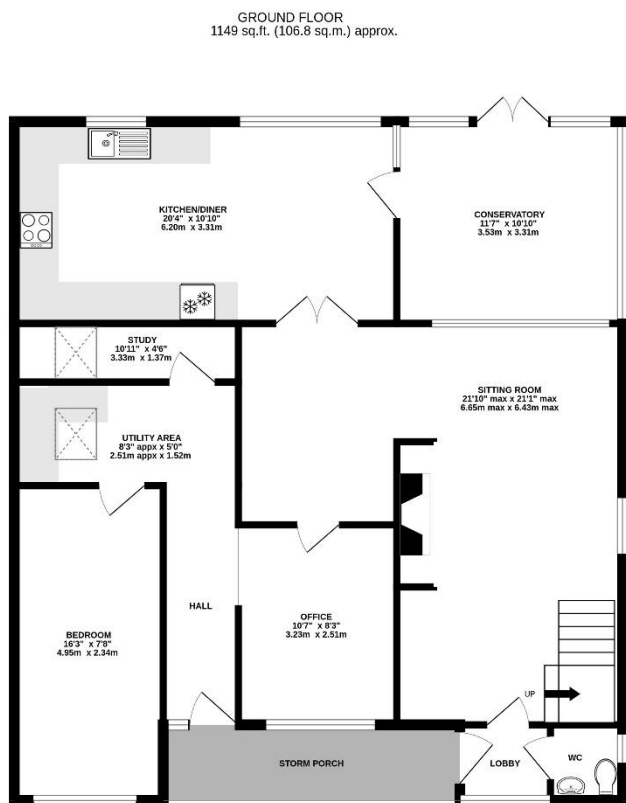 GROUND FLOOR
1149 sq.ft. (106.8 sq.m.) approx.
KITCHEN/DINER
20'4" x 10'10"
6.20m x 3.31m
CONSERVATORY
11'7" x 10'10"
3.53m x 3.31m
STUDY
10'11" x 4'6"
3.33m x 1.37m
SITTING ROOM
21'10" max x 21'1" max
6.65m max x 6.43m max
UTILITY AREA
8'3" appx x 5'0"
2.51m appx x 1.52m
HALL
OFFICE
10'7" x 8'3"
3.23m x 2.51m
BEDROOM
16'3" x 7'8"
4.95m x 2.34m
UP
STORM PORCH
LOBBY
WC